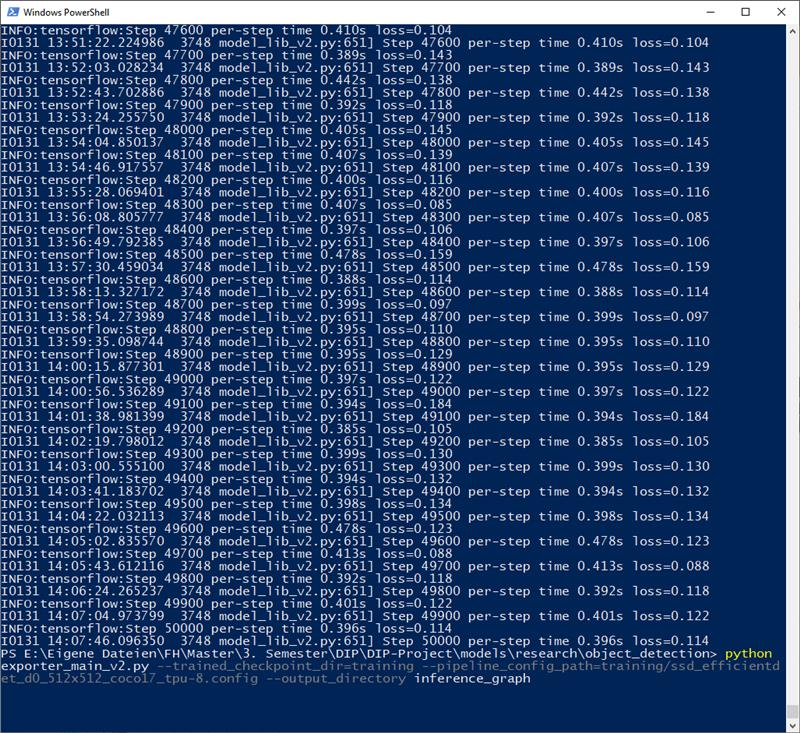 Windows PowerShell
INFO:tensorflow:Step 47600 per-step time 0.410s loss=0.104
I0131 13:51:22.224986  3748 model_lib_v2.py:651] Step 47600 per-step time 0.410s loss=0.104
INFO:tensorflow:Step 47700 per-step time 0.389s loss=0.143
I0131 13:52:03.028234  3748 model_lib_v2.py:651] Step 47700 per-step time 0.389s loss=0.143
INFO:tensorflow:Step 47800 per-step time 0.442s loss=0.138
I0131 13:52:43.702886  3748 model_lib_v2.py:651] Step 47800 per-step time 0.442s loss=0.138
INFO:tensorflow:Step 47900 per-step time 0.392s loss=0.118
I0131 13:53:24.255750  3748 model_lib_v2.py:651] Step 47900 per-step time 0.392s loss=0.118
INFO:tensorflow:Step 48000 per-step time 0.405s loss=0.145
I0131 13:54:04.850137  3748 model_lib_v2.py:651] Step 48000 per-step time 0.405s loss=0.145
INFO:tensorflow:Step 48100 per-step time 0.407s loss=0.139
I0131 13:54:46.917557  3748 model_lib_v2.py:651] Step 48100 per-step time 0.407s loss=0.139
INFO:tensorflow:Step 48200 per-step time 0.400s loss=0.116
I0131 13:55:28.069401  3748 model_lib_v2.py:651] Step 48200 per-step time 0.400s loss=0.116
INFO:tensorflow:Step 48300 per-step time 0.407s loss=0.085
I0131 13:56:08.805777  3748 model_lib_v2.py:651] Step 48300 per-step time 0.407s loss=0.085
INFO:tensorflow:Step 48400 per-step time 0.397s loss=0.106
I0131 13:56:49.792385  3748 model_lib_v2.py:651] Step 48400 per-step time 0.397s loss=0.106
INFO:tensorflow:Step 48500 per-step time 0.478s loss=0.159
I0131 13:57:30.459034  3748 model_lib_v2.py:651] Step 48500 per-step time 0.478s loss=0.159
INFO:tensorflow:Step 48600 per-step time 0.388s loss=0.114
I0131 13:58:13.327172  3748 model_lib_v2.py:651] Step 48600 per-step time 0.388s loss=0.114
INFO:tensorflow:Step 48700 per-step time 0.399s loss=0.097
I0131 13:58:54.273989  3748 model_lib_v2.py:651] Step 48700 per-step time 0.399s loss=0.097
INFO:tensorflow:Step 48800 per-step time 0.395s loss=0.110
I0131 13:59:35.098744  3748 model_lib_v2.py:651] Step 48800 per-step time 0.395s loss=0.110
INFO:tensorflow:Step 48900 per-step time 0.395s loss=0.129
I0131 14:00:15.877301  3748 model_lib_v2.py:651] Step 48900 per-step time 0.395s loss=0.129
INFO:tensorflow:Step 49000 per-step time 0.397s loss=0.122
I0131 14:00:56.536289  3748 model_lib_v2.py:651] Step 49000 per-step time 0.397s loss=0.122
INFO:tensorflow:Step 49100 per-step time 0.394s loss=0.184
I0131 14:01:38.981399  3748 model_lib_v2.py:651] Step 49100 per-step time 0.394s loss=0.184
INFO:tensorflow:Step 49200 per-step time 0.385s loss=0.105
I0131 14:02:19.798012  3748 model_lib_v2.py:651] Step 49200 per-step time 0.385s loss=0.105
INFO:tensorflow:Step 49300 per-step time 0.399s loss=0.130
I0131 14:03:00.555100  3748 model_lib_v2.py:651] Step 49300 per-step time 0.399s loss=0.130
INFO:tensorflow:Step 49400 per-step time 0.394s loss=0.132
I0131 14:03:41.183702  3748 model_lib_v2.py:651] Step 49400 per-step time 0.394s loss=0.132
INFO:tensorflow:Step 49500 per-step time 0.398s loss=0.134
I0131 14:04:22.032113  3748 model_lib_v2.py:651] Step 49500 per-step time 0.398s loss=0.134
INFO:tensorflow:Step 49600 per-step time 0.478s loss=0.123
I0131 14:05:02.835570  3748 model_lib_v2.py:651] Step 49600 per-step time 0.478s loss=0.123
INFO:tensorflow:Step 49700 per-step time 0.413s loss=0.088
I0131 14:05:43.612116  3748 model_lib_v2.py:651] Step 49700 per-step time 0.413s loss=0.088
INFO:tensorflow:Step 49800 per-step time 0.392s loss=0.118
I0131 14:06:24.265237  3748 model_lib_v2.py:651] Step 49800 per-step time 0.392s loss=0.118
INFO:tensorflow:Step 49900 per-step time 0.401s loss=0.122
I0131 14:07:04.973799  3748 model_lib_v2.py:651] Step 49900 per-step time 0.401s loss=0.122
INFO:tensorflow:Step 50000 per-step time 0.396s loss=0.114
I0131 14:07:46.096350  3748 model_lib_v2.py:651] Step 50000 per-step time 0.396s loss=0.114
PS E:\Eigene Dateien\FH\Master\3. Semester\DIP\DIP-Project\models\research\object_detection> python
exporter_main_v2.py --trained_checkpoint_dir=training --pipeline_config_path=training/ssd_efficientd
et_d0_512x512_coco17_tpu-8.config --output_directory inference_graph